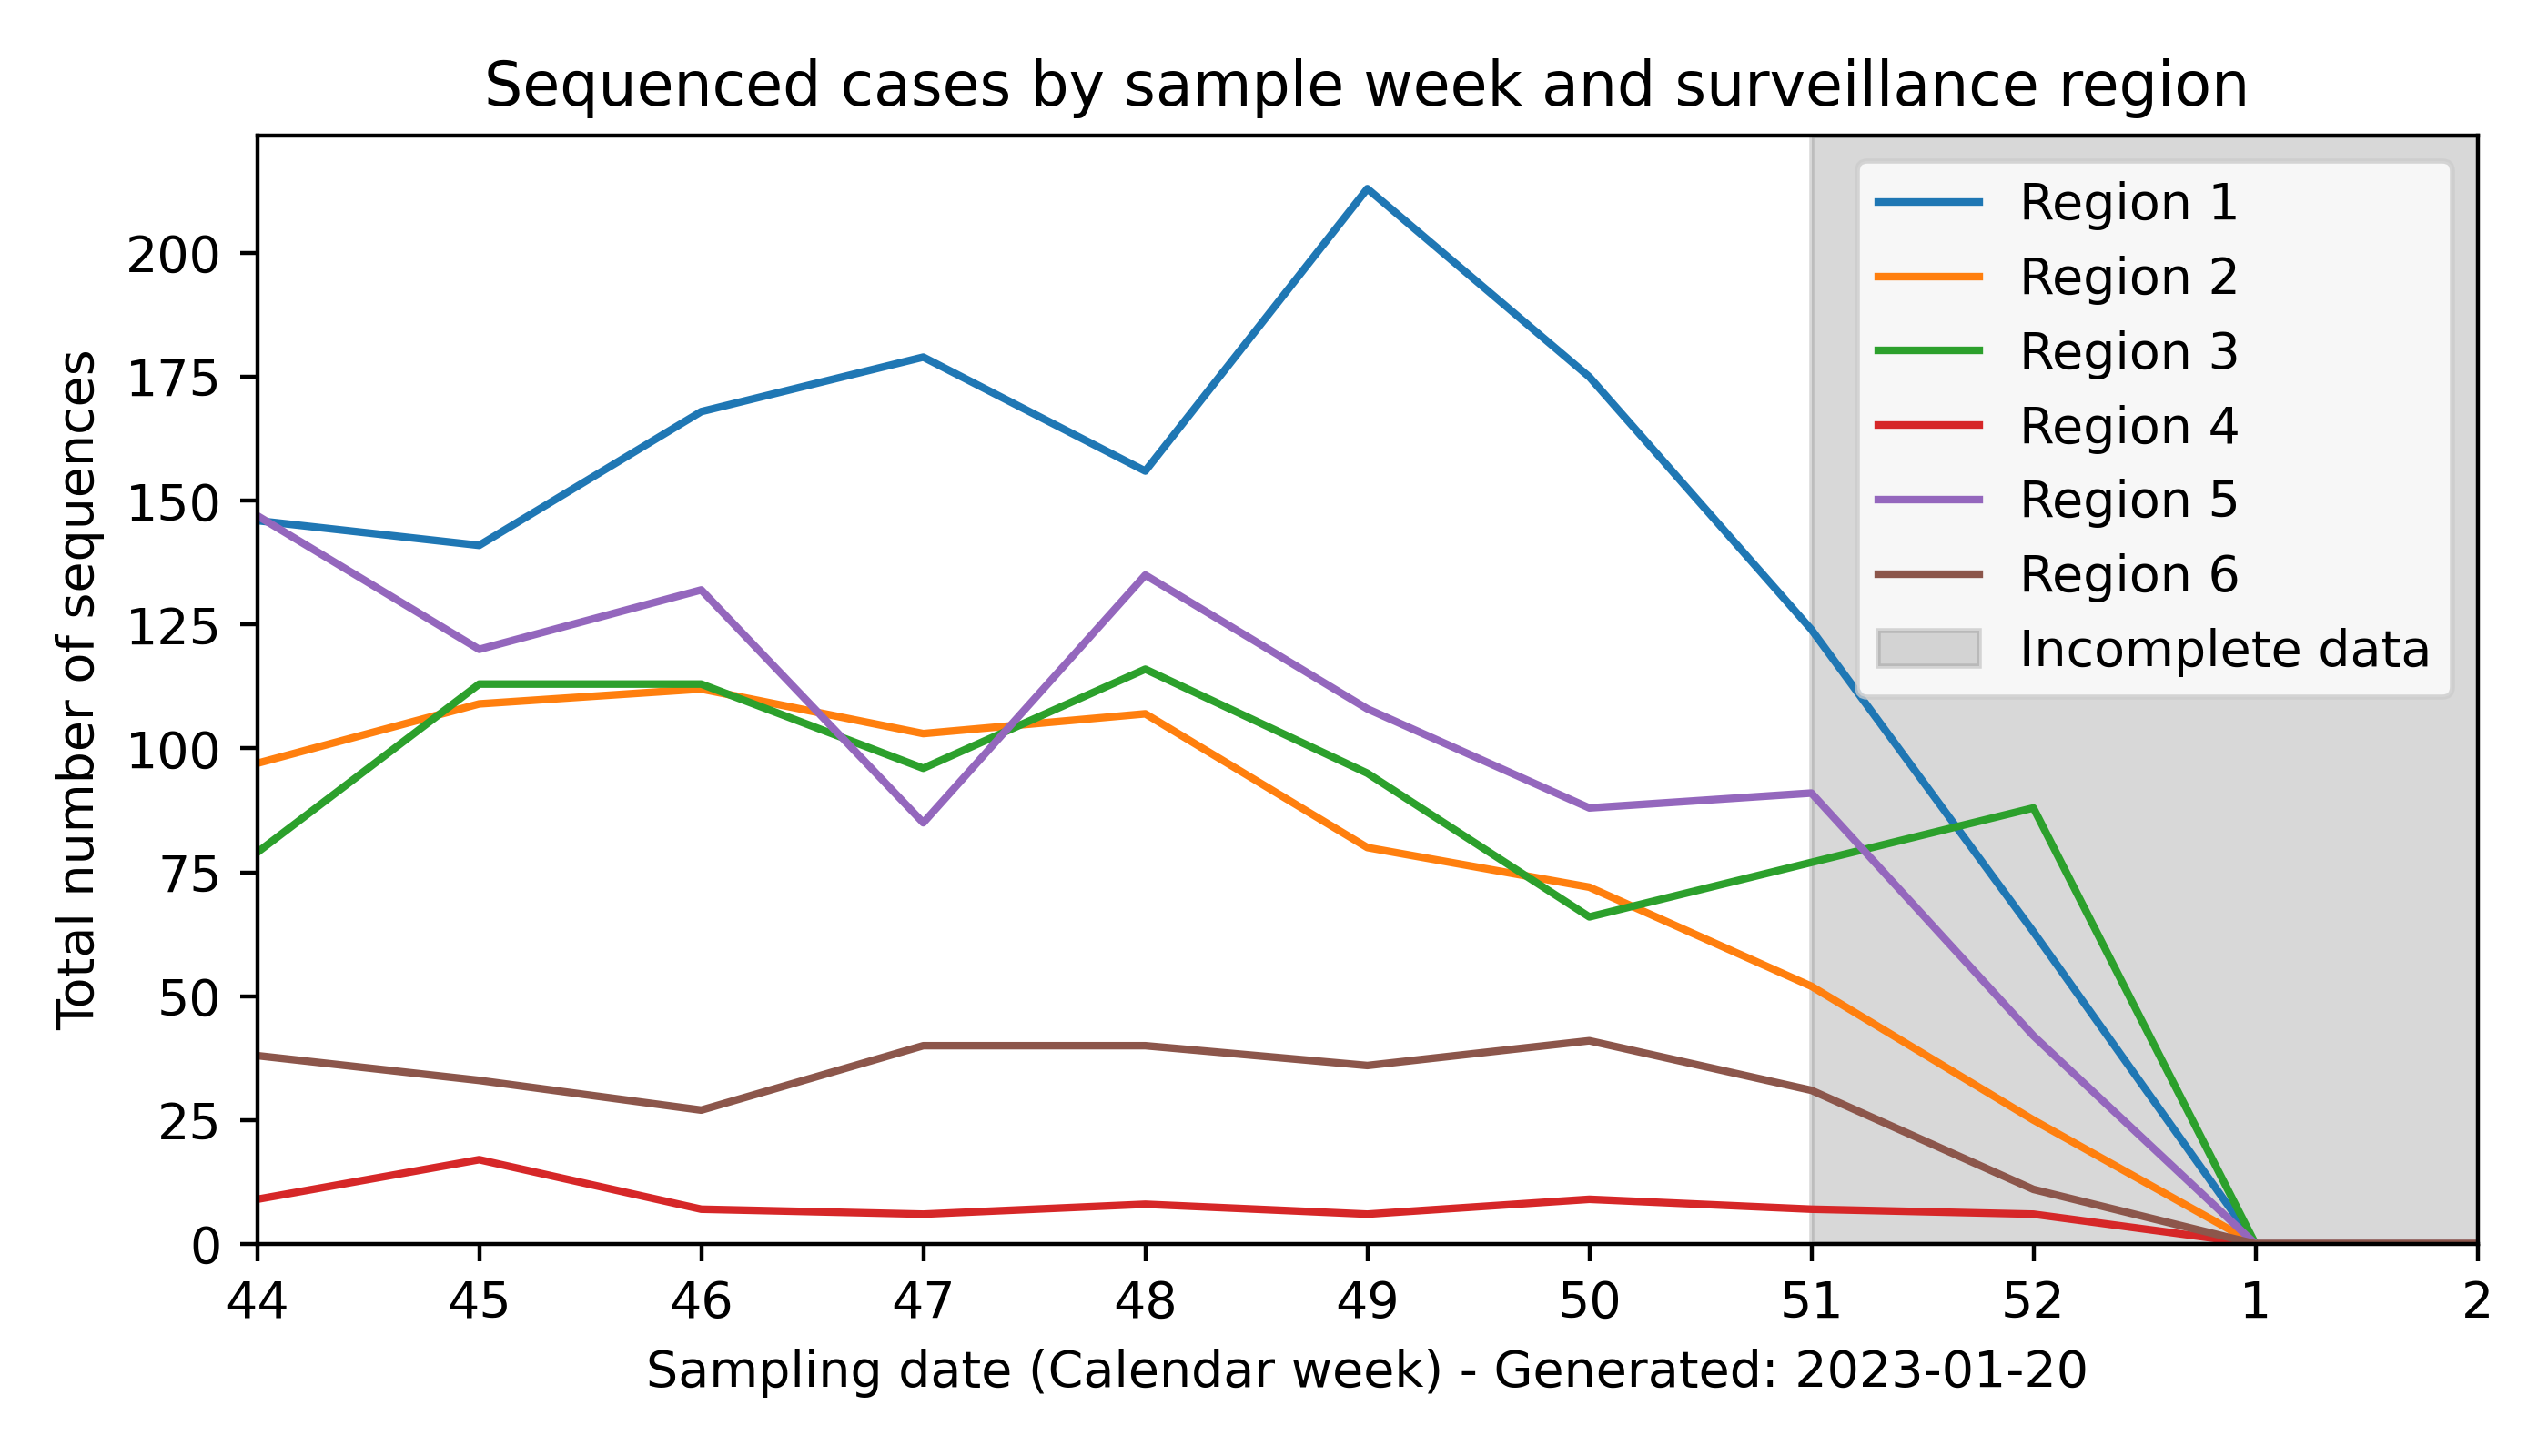 Sequenced cases by sample week and surveillance region
Total number of sequences
200
175
150
125
100
75
50
25
0
Region 1
Region 2
Region 3
Region 4
Region 5
Region 6
Incomplete data
44 45 46 47 48 49 50 51 52 1 2
Sampling date (Calendar week) - Generated: 2023-01-20